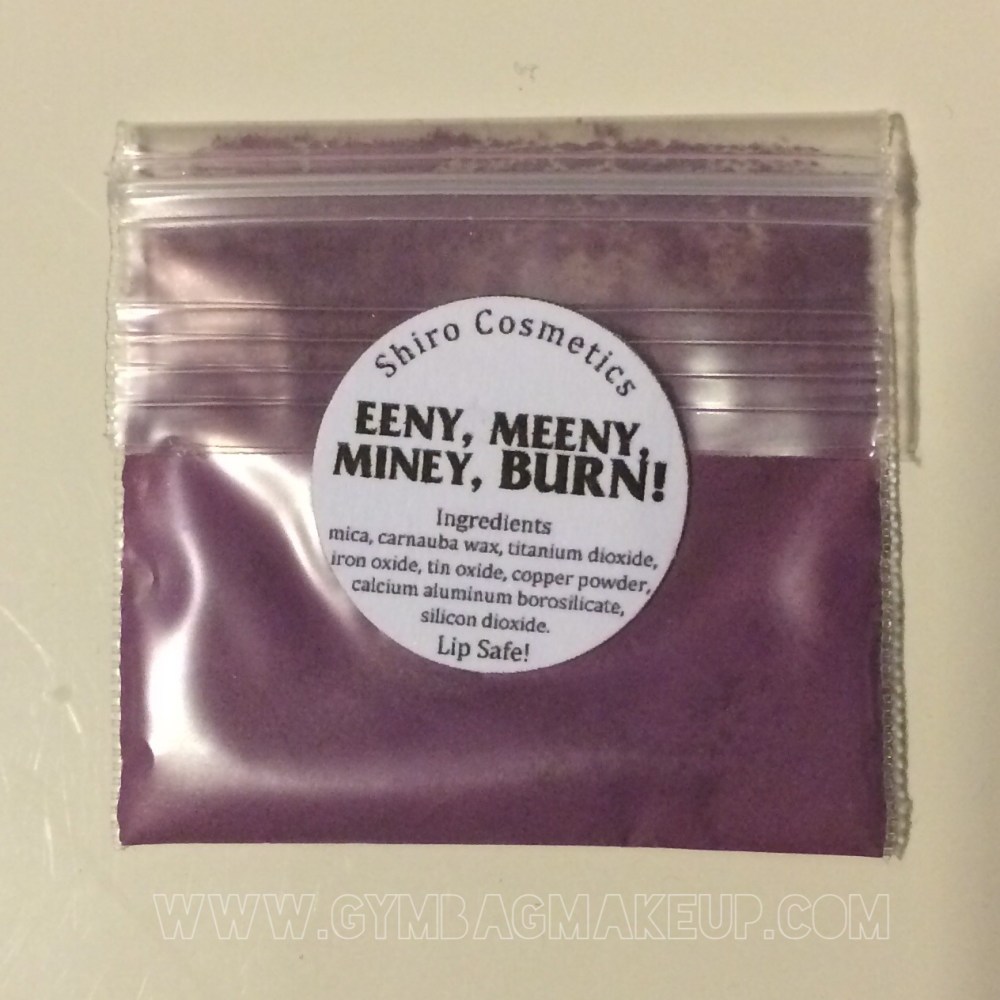 Shiro Cosmetics
EENY, MEENY,
MINEY, BURN!
Ingredients
mica, carnauba wax, titanium dioxide,
iron oxide, tin oxide, copper powder,
calcium aluminum borosilicate,
silicon dioxide.
Lip Safe!
WWW.GYMBAGMAKEUP.COM